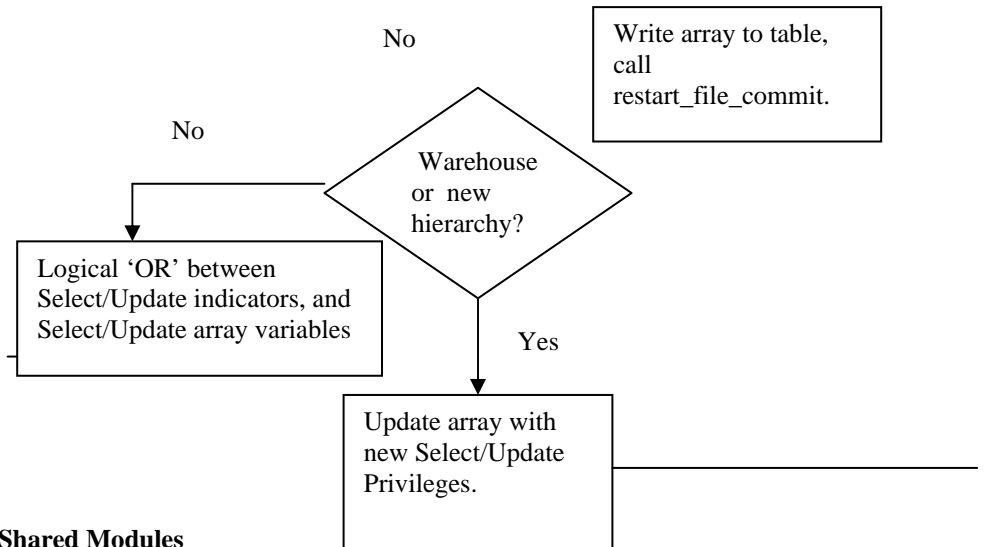 No
Write array to table,
call
restart_file_commit.
No
Warehouse
or new
hierarchy?
Logical ‘OR’ between
Select/Update indicators, and
Select/Update array variables
Yes
Update array with
new Select/Update
Privileges.
Shared Modules